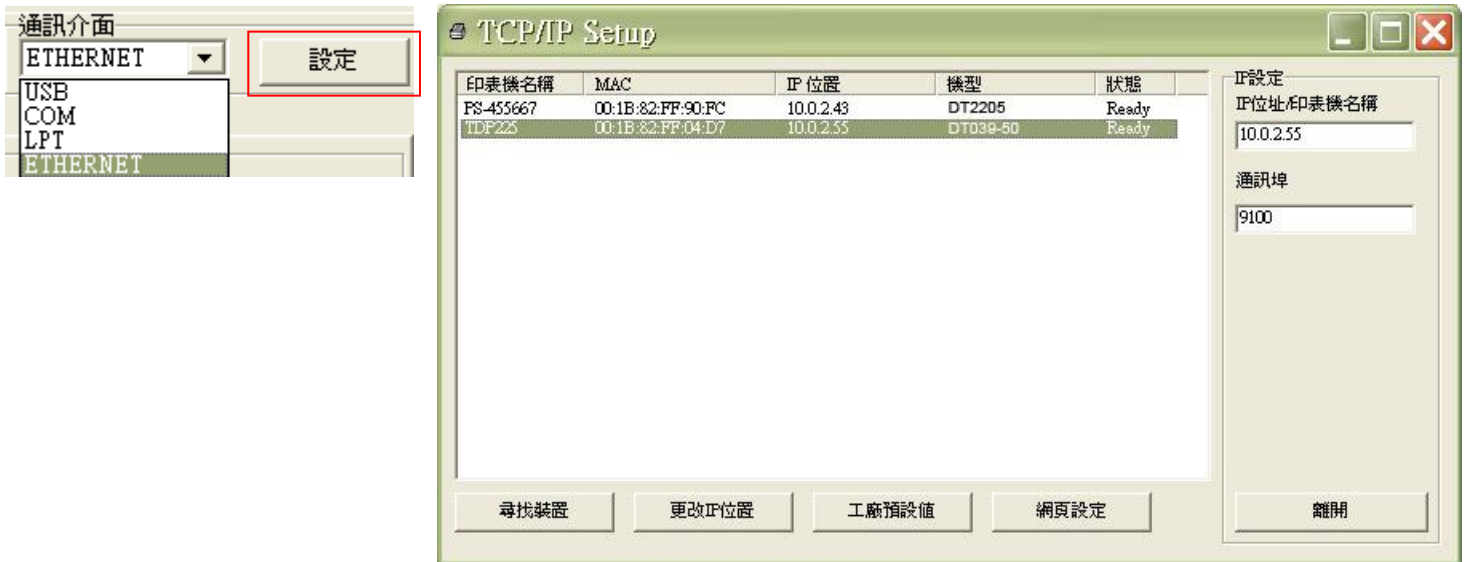 通訊介面
ETHERNET
設定
USB
COM
LPT
ETHERNET
TCP/IP Setup
印表機名稱 MAC IP 位置 機型 狀態
PS-455667 00:1B:82:FF:90:FC 10.0.2.43 DT2205 Ready
TDP225 00:1B:82:FF:04:D7 10.0.2.55 DT039-50 Ready
IP設定
IP位址/印表機名稱
10.0.2.55
通訊埠
9100
尋找裝置 更改IP位置 工廠預設值 網頁設定 離開